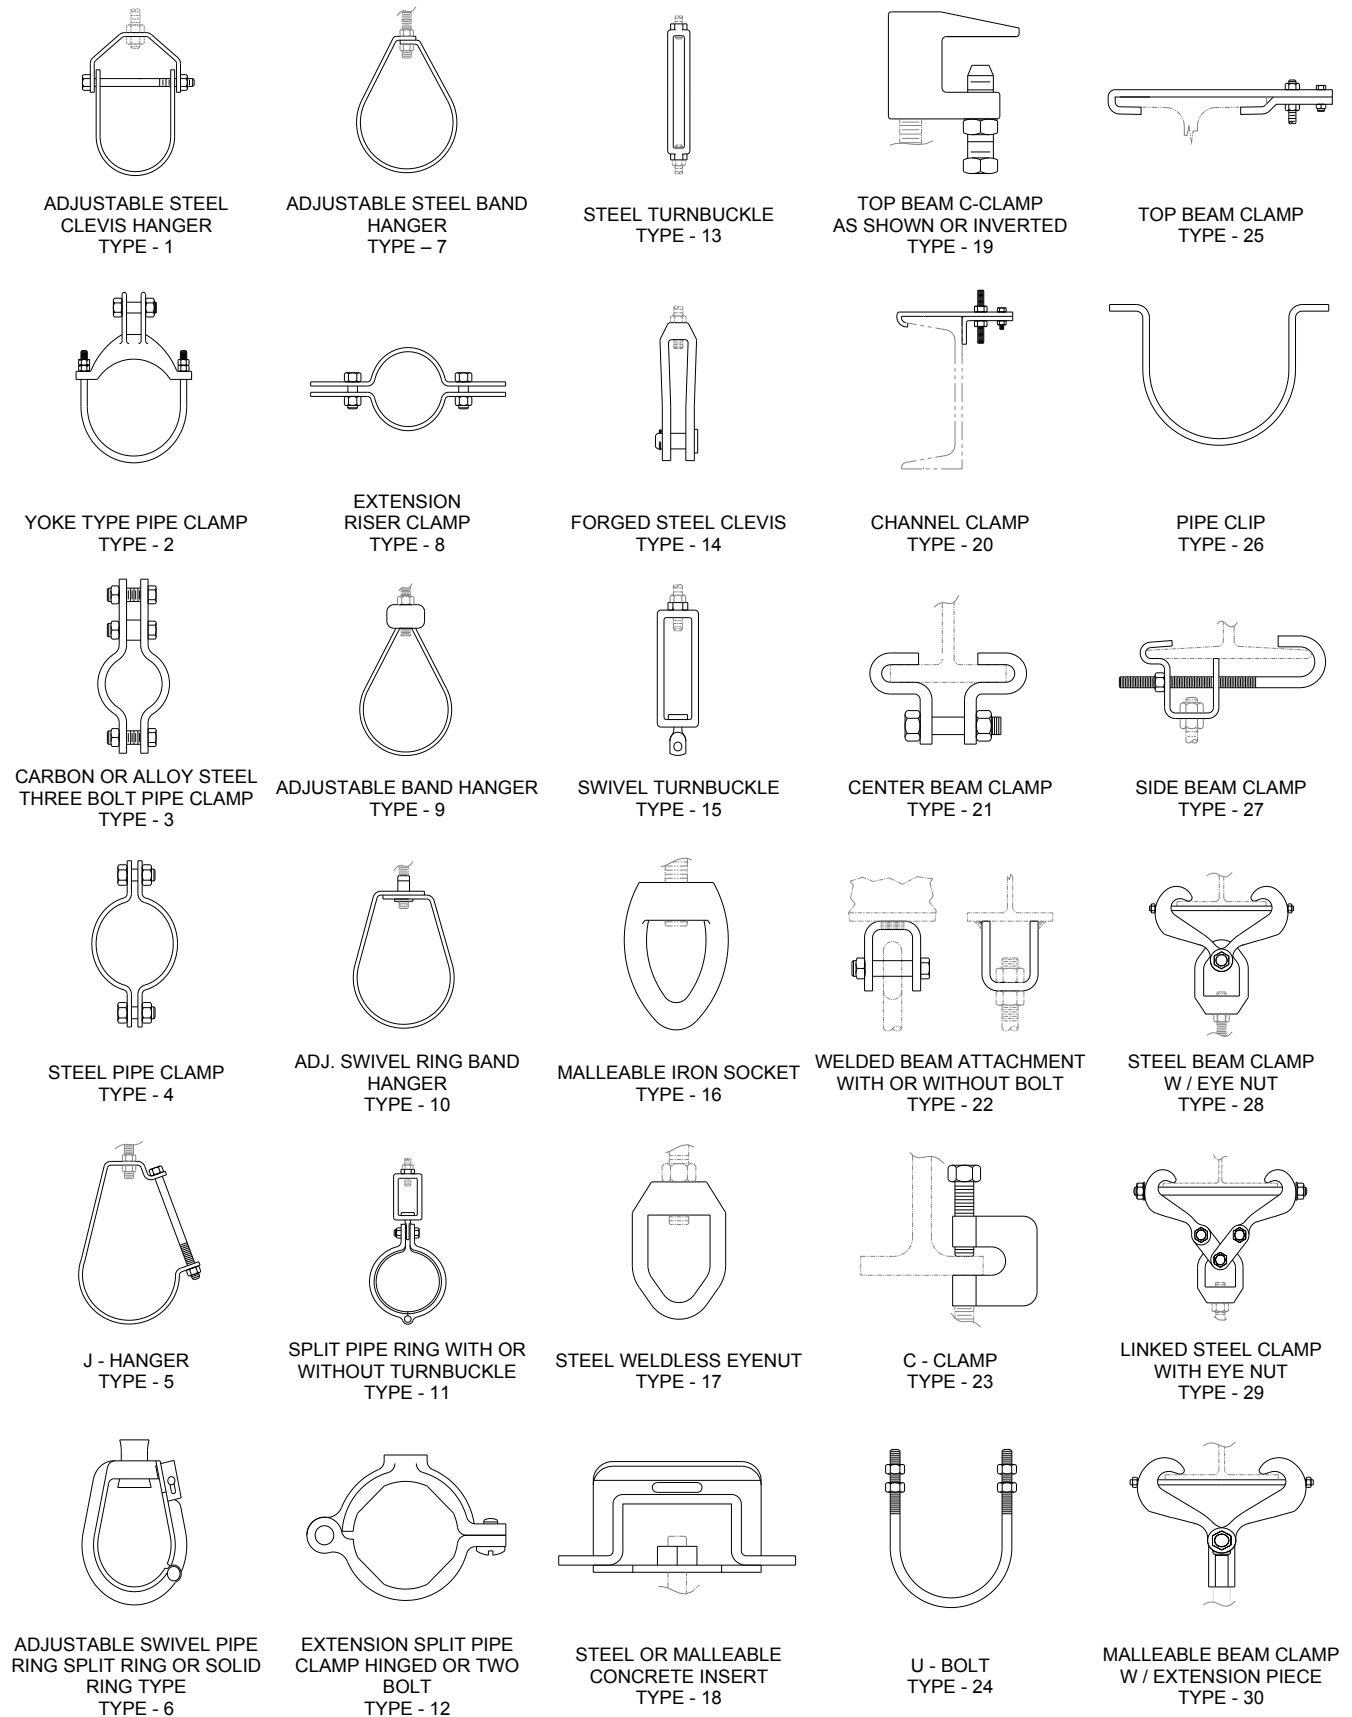 ADJUSTABLE STEEL
CLEVIS HANGER
TYPE - 1
ADJUSTABLE STEEL BAND
HANGER
TYPE – 7
STEEL TURNBUCKLE
TYPE - 13
TOP BEAM C-CLAMP
AS SHOWN OR INVERTED
TYPE - 19
TOP BEAM CLAMP
TYPE - 25
YOKE TYPE PIPE CLAMP
TYPE - 2
EXTENSION
RISER CLAMP
TYPE - 8
FORGED STEEL CLEVIS
TYPE - 14
CHANNEL CLAMP
TYPE - 20
PIPE CLIP
TYPE - 26
CARBON OR ALLOY STEEL
THREE BOLT PIPE CLAMP
TYPE - 3
ADJUSTABLE BAND HANGER
TYPE - 9
SWIVEL TURNBUCKLE
TYPE - 15
CENTER BEAM CLAMP
TYPE - 21
SIDE BEAM CLAMP
TYPE - 27
STEEL PIPE CLAMP
TYPE - 4
ADJ. SWIVEL RING BAND
HANGER
TYPE - 10
MALLEABLE IRON SOCKET
TYPE - 16
WELDED BEAM ATTACHMENT
WITH OR WITHOUT BOLT
TYPE - 22
STEEL BEAM CLAMP
W / EYE NUT
TYPE - 28
J - HANGER
TYPE - 5
SPLIT PIPE RING WITH OR
WITHOUT TURNBUCKLE
TYPE - 11
STEEL WELDLESS EYENUT
TYPE - 17
C - CLAMP
TYPE - 23
LINKED STEEL CLAMP
WITH EYE NUT
TYPE - 29
ADJUSTABLE SWIVEL PIPE
RING SPLIT RING OR SOLID
RING TYPE
TYPE - 6
EXTENSION SPLIT PIPE
CLAMP HINGED OR TWO
BOLT
TYPE - 12
STEEL OR MALLEABLE
CONCRETE INSERT
TYPE - 18
U - BOLT
TYPE - 24
MALLEABLE BEAM CLAMP
W / EXTENSION PIECE
TYPE - 30